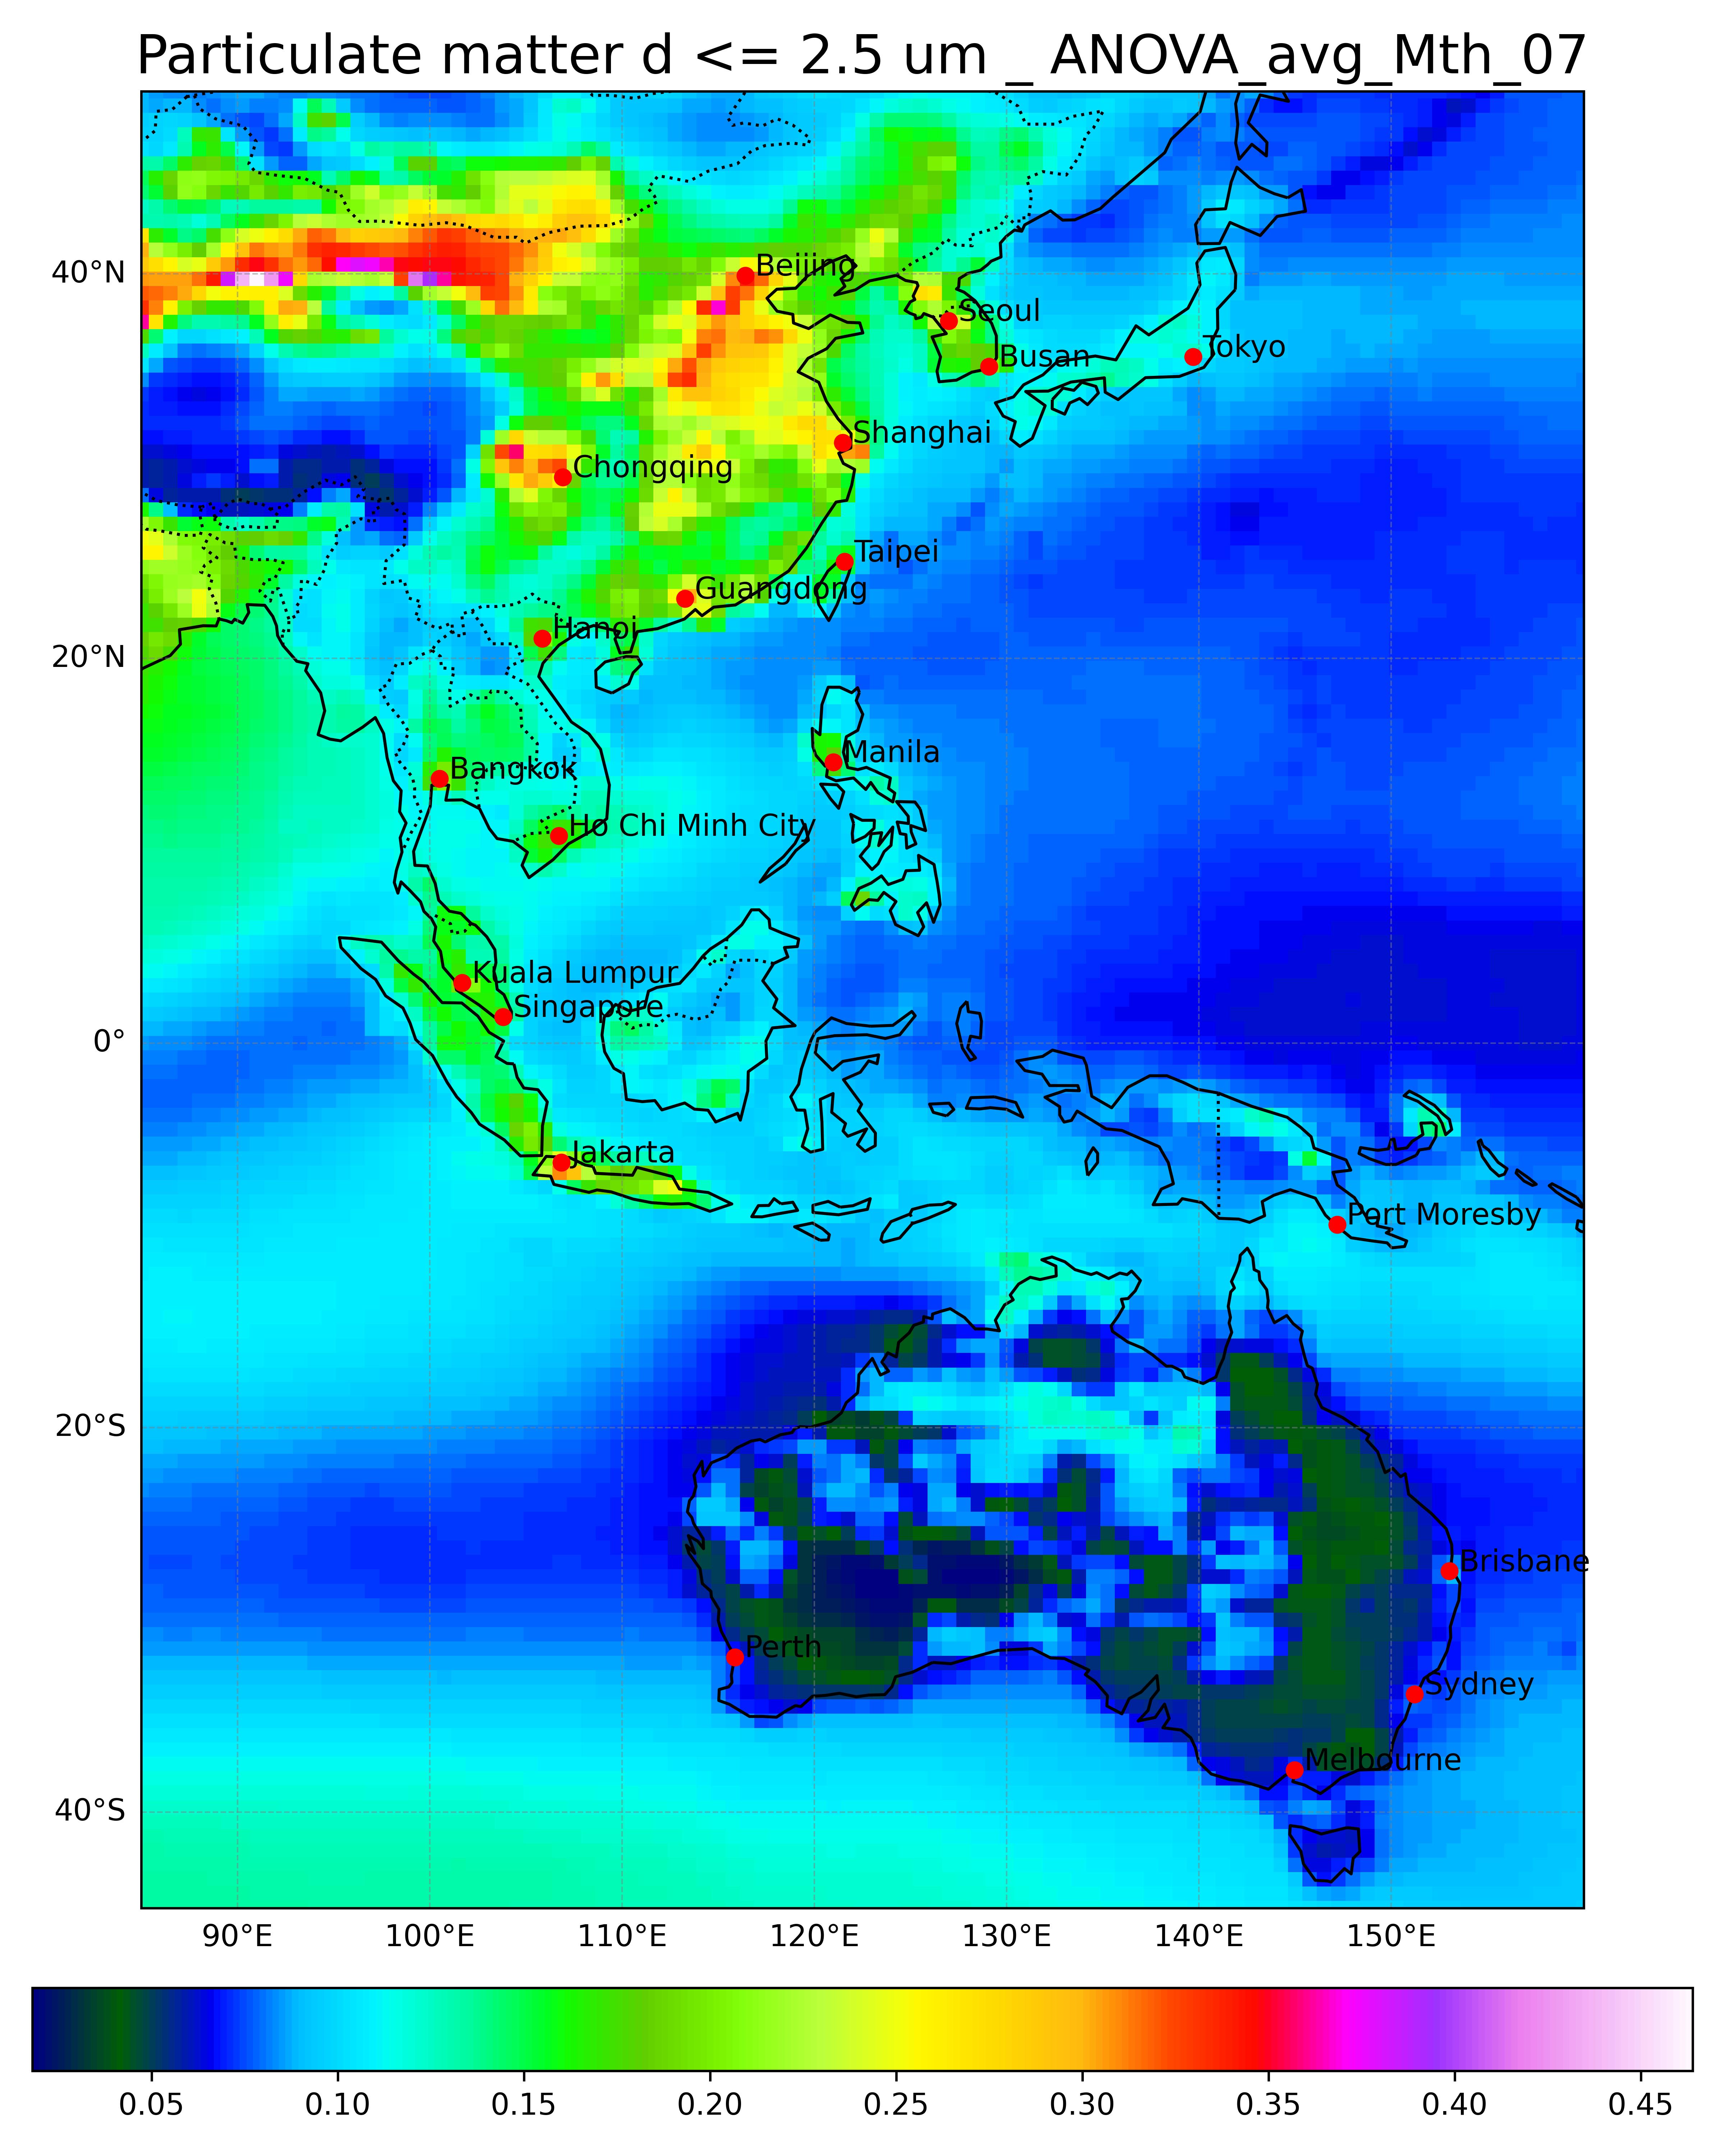 Particulate matter d <= 2.5 um _ ANOVA_avg_Mth_07
40°N
Beijing
Seoul
Busan
Tokyo
Shanghai
Chongqing
Taipei
Guangdong
Hanoi
20°N
Manila
Bangkok
Ho Chi Minh City
Kuala Lumpur
Singapore
0°
Jakarta
Port Moresby
20°S
Brisbane
Perth
Sydney
Melbourne
40°S
90°E 100°E 110°E 120°E 130°E 140°E 150°E
0.05 0.10 0.15 0.20 0.25 0.30 0.35 0.40 0.45